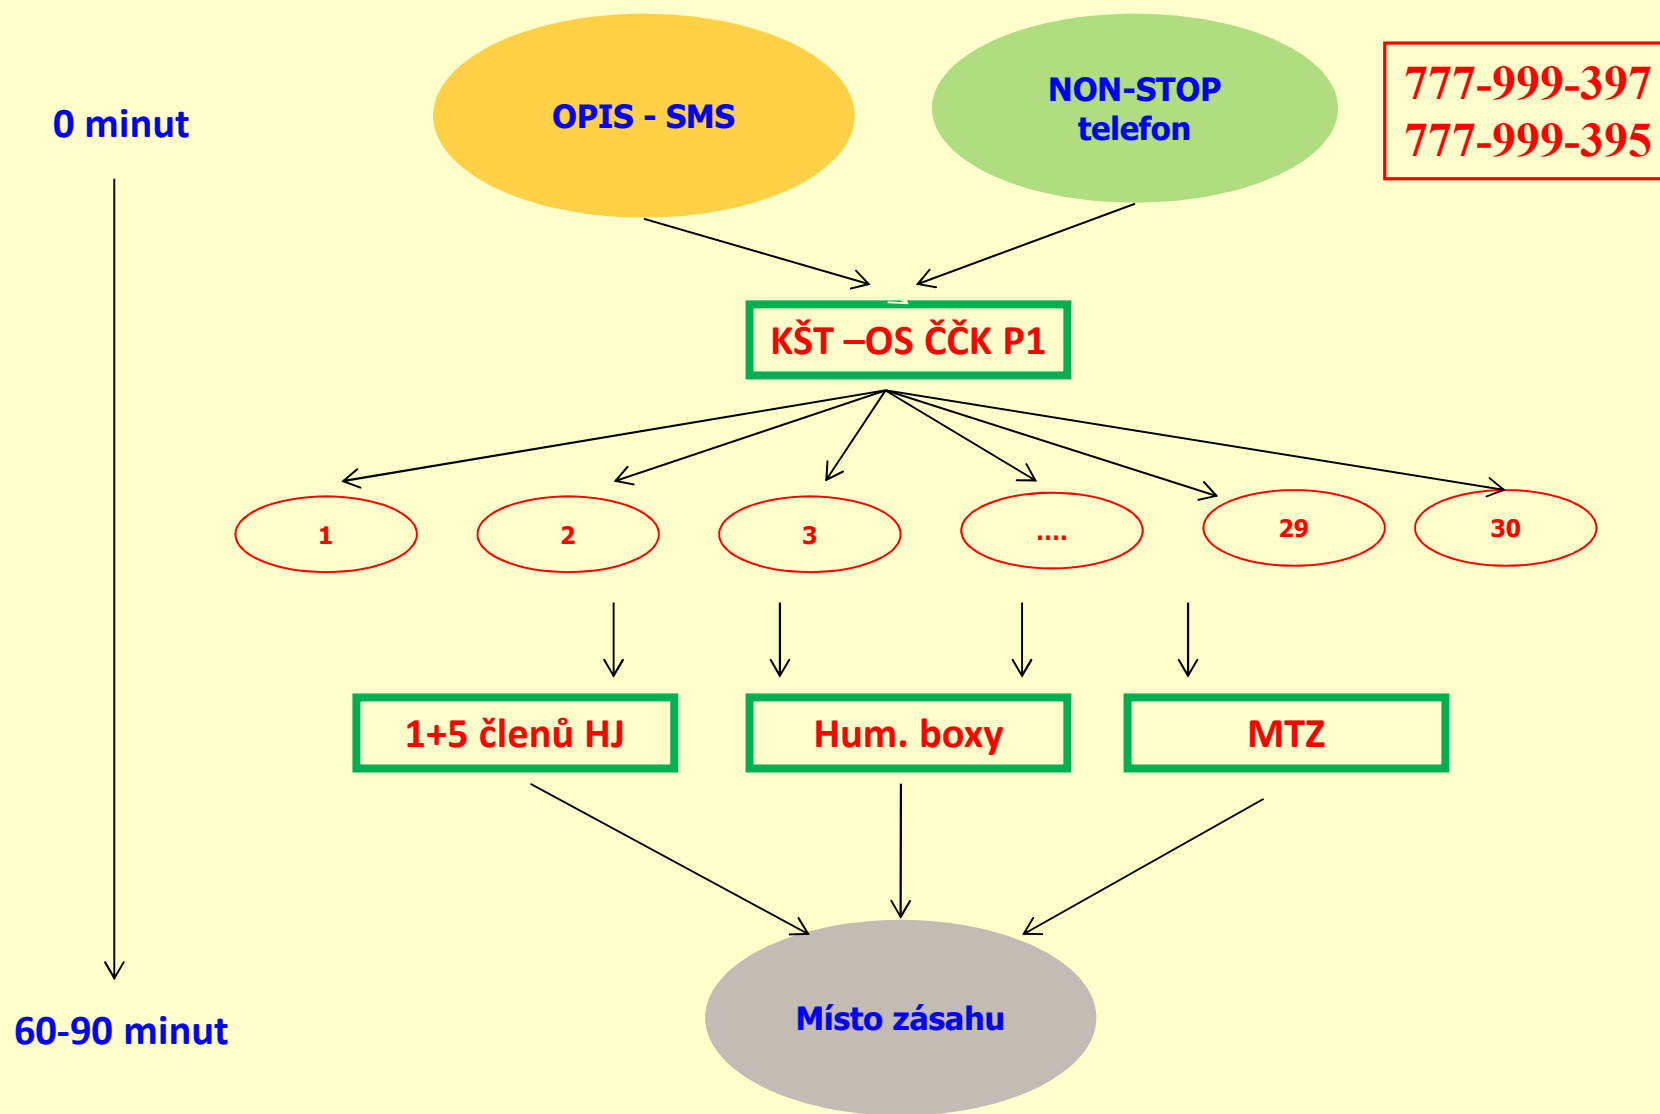 0 minut
OPIS - SMS
NON-STOP
telefon
777-999-397
777-999-395
KŠT –OS ČČK P1
1
2
3
....
29
30
1+5 členů HJ
Hum. boxy
MTZ
Místo zásahu
60-90 minut